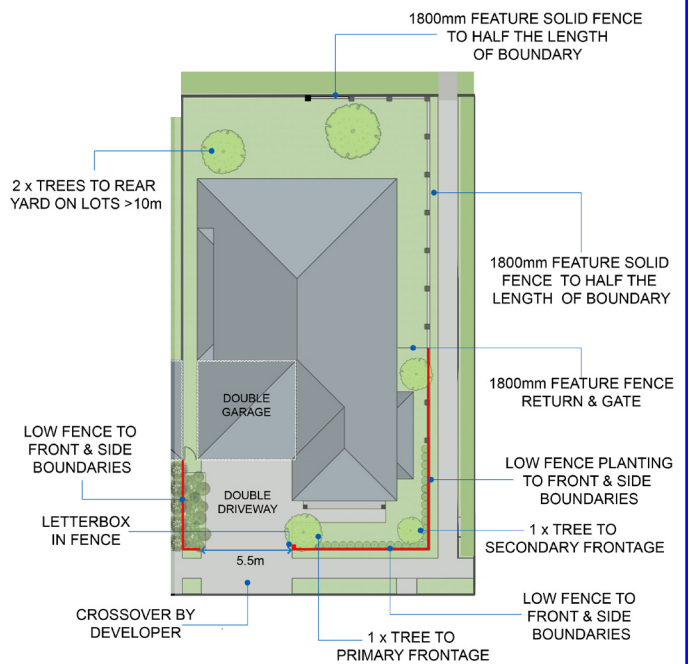 1800mm FEATURE SOLID FENCE
TO HALF THE LENGTH
OF BOUNDARY
2 x TREES TO REAR
YARD ON LOTS >10m
1800mm FEATURE SOLID
FENCE TO HALF THE
LENGTH OF BOUNDARY
1800mm FEATURE FENCE
RETURN & GATE
DOUBLE
GARAGE
LOW FENCE TO
FRONT & SIDE
BOUNDARIES
LOW FENCE PLANTING
TO FRONT & SIDE
BOUNDARIES
DOUBLE
DRIVEWAY
LETTERBOX
IN FENCE
1 x TREE TO
SECONDARY FRONTAGE
5.5m
CROSSOVER BY
DEVELOPER
LOW FENCE TO
FRONT & SIDE
BOUNDARIES
1 x TREE TO
PRIMARY FRONTAGE